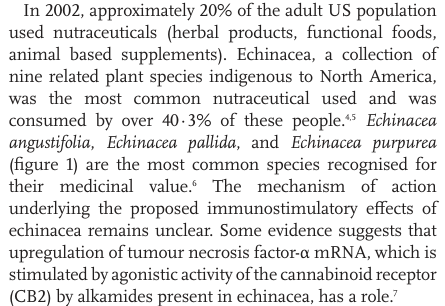 In 2002, approximately 20% of the adult US population
used nutraceuticals (herbal products, functional foods,
animal based supplements). Echinacea, a collection of
nine related plant species indigenous to North America,
was the most common nutraceutical used and was
consumed by over 40·3% of these people.⁴,⁵ Echinacea
angustifolia, Echinacea pallida, and Echinacea purpurea
(figure 1) are the most common species recognised for
their medicinal value.⁶ The mechanism of action
underlying the proposed immunostimulatory effects of
echinacea remains unclear. Some evidence suggests that
upregulation of tumour necrosis factor-α mRNA, which is
stimulated by agonistic activity of the cannabinoid receptor
(CB2) by alkamides present in echinacea, has a role.⁷